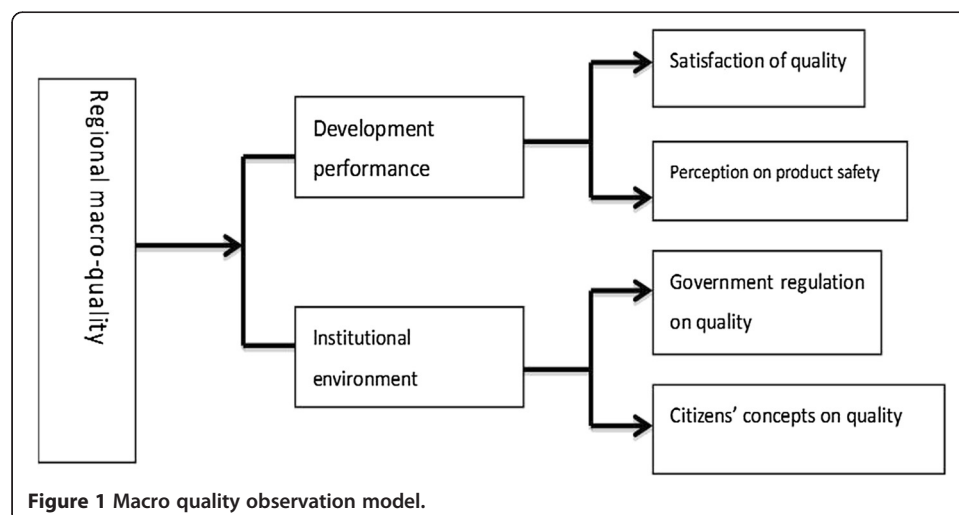 Regional macro-quality
Development
performance
Institutional
environment
Satisfaction of quality
Perception on product safety
Government regulation
on quality
Citizens’ concepts on quality
Figure 1 Macro quality observation model.